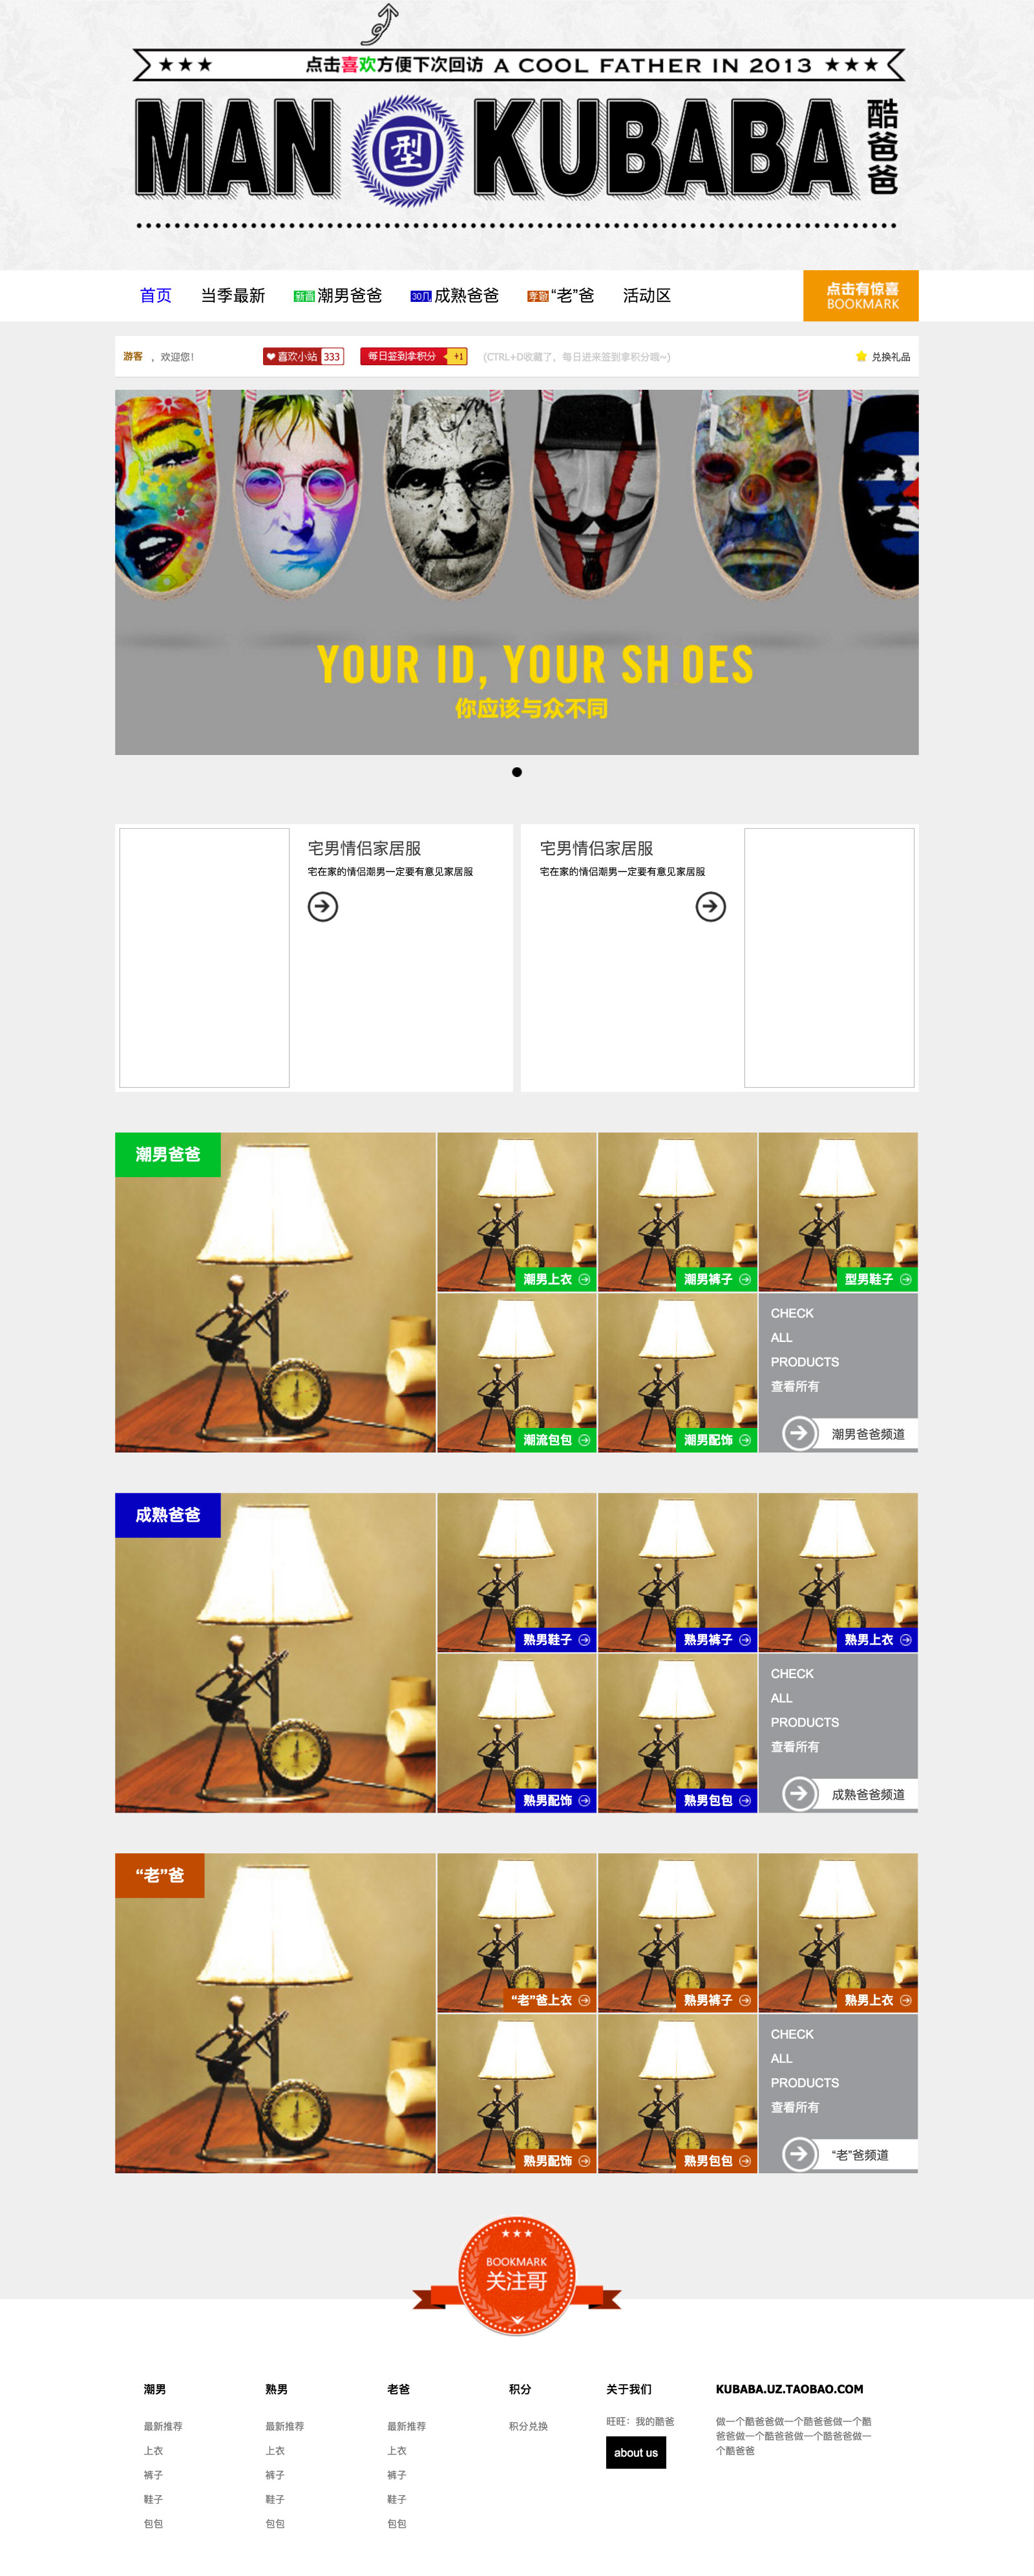 点击喜欢方便下次回访 A COOL FATHER IN 2013
MAN 型 KUBABA 酷爸爸
首页 当季最新 新晋 潮男爸爸 30几 成熟爸爸 孝敬 “老”爸 活动区
点击有惊喜
BOOKMARK
游客 ，欢迎您! 喜欢小站 333 每日签到拿积分 +1 (CTRL+D收藏了，每日进来签到拿积分哦~) 兑换礼品
YOUR ID, YOUR SH OES
你应该与众不同
宅男情侣家居服
宅在家的情侣潮男一定要有意见家居服
宅男情侣家居服
宅在家的情侣潮男一定要有意见家居服
潮男爸爸
潮男上衣
潮男裤子
型男鞋子
潮流包包
潮男配饰
CHECK
ALL
PRODUCTS
查看所有
潮男爸爸频道
成熟爸爸
熟男鞋子
熟男裤子
熟男上衣
熟男配饰
熟男包包
CHECK
ALL
PRODUCTS
查看所有
成熟爸爸频道
“老”爸
“老”爸上衣
熟男裤子
熟男上衣
熟男配饰
熟男包包
CHECK
ALL
PRODUCTS
查看所有
“老”爸频道
BOOKMARK
关注哥
潮男
最新推荐
上衣
裤子
鞋子
包包
熟男
最新推荐
上衣
裤子
鞋子
包包
老爸
最新推荐
上衣
裤子
鞋子
包包
积分
积分兑换
关于我们
旺旺：我的酷爸
about us
KUBABA.UZ.TAOBAO.COM
做一个酷爸爸做一个酷爸爸做一个酷
爸爸做一个酷爸爸做一个酷爸爸做一
个酷爸爸